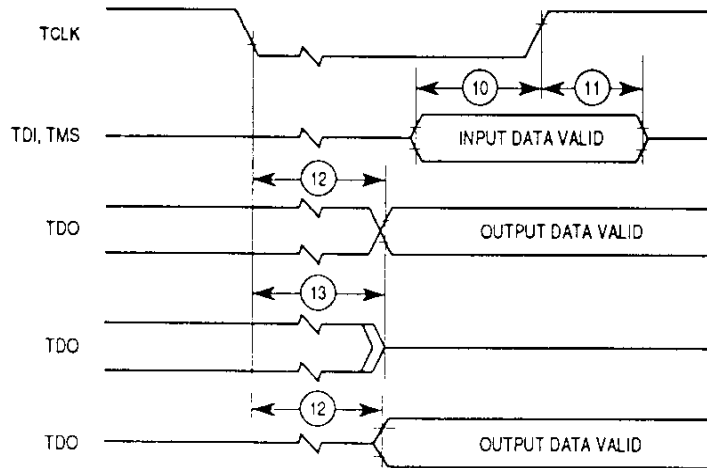 TCLK
10
11
TDI, TMS
INPUT DATA VALID
12
TDO
OUTPUT DATA VALID
13
TDO
12
TDO
OUTPUT DATA VALID